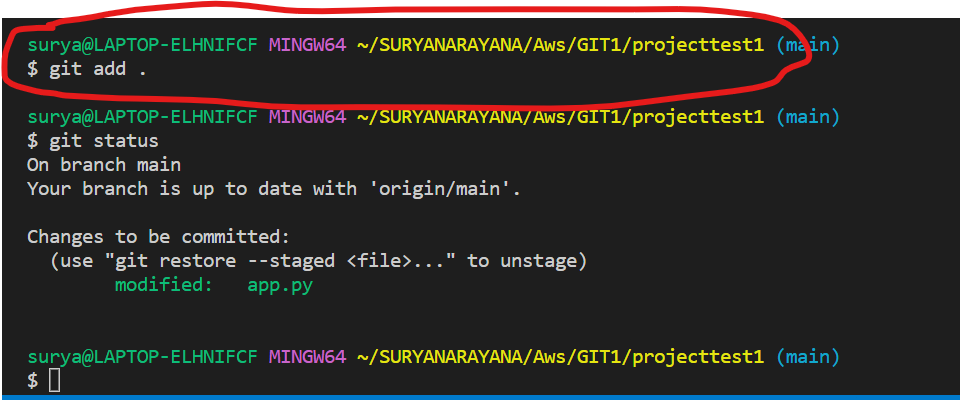 surya@LAPTOP-ELHNIFCF MINGW64 ~/SURYANARAYANA/Aws/GIT1/projecttest1 (main)
$ git add .
surya@LAPTOP-ELHNIFCF MINGW64 ~/SURYANARAYANA/Aws/GIT1/projecttest1 (main)
$ git status
On branch main
Your branch is up to date with 'origin/main'.
Changes to be committed:
  (use "git restore --staged <file>..." to unstage)
        modified:   app.py
surya@LAPTOP-ELHNIFCF MINGW64 ~/SURYANARAYANA/Aws/GIT1/projecttest1 (main)
$